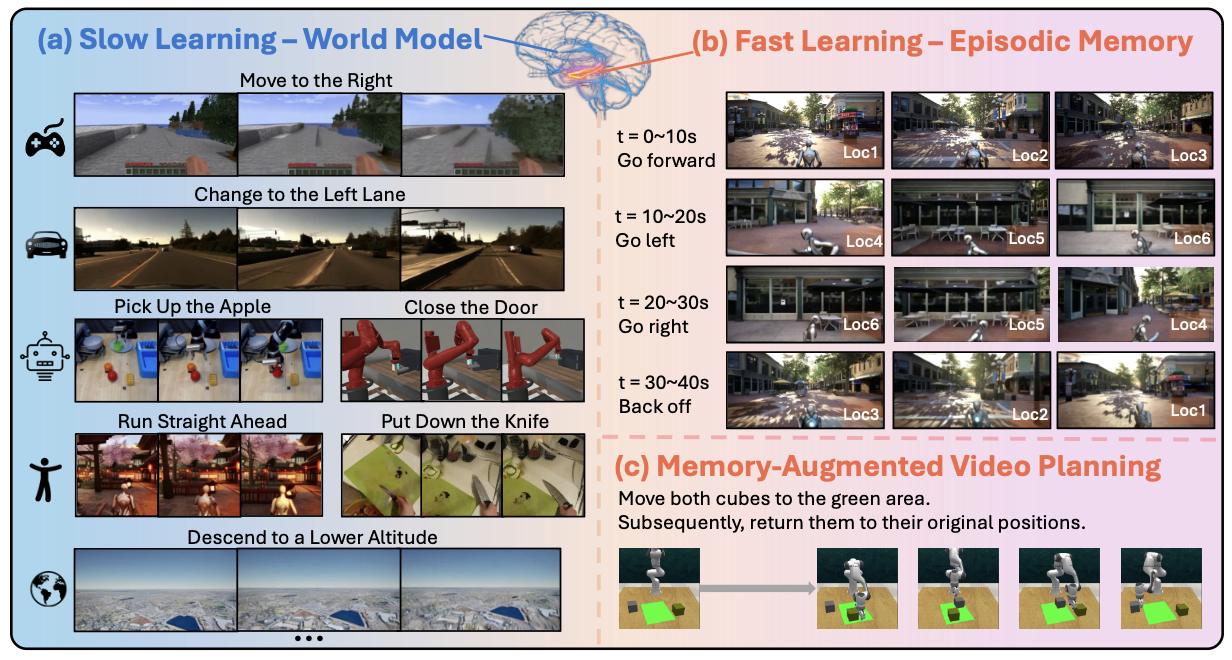 (a) Slow Learning – World Model
Move to the Right
Change to the Left Lane
Pick Up the Apple
Close the Door
Run Straight Ahead
Put Down the Knife
Descend to a Lower Altitude
•••
(b) Fast Learning – Episodic Memory
t = 0~10s
Go forward
Loc1
Loc2
Loc3
t = 10~20s
Go left
Loc4
Loc5
Loc6
t = 20~30s
Go right
Loc6
Loc5
Loc4
t = 30~40s
Back off
Loc3
Loc2
Loc1
(c) Memory-Augmented Video Planning
Move both cubes to the green area.
Subsequently, return them to their original positions.